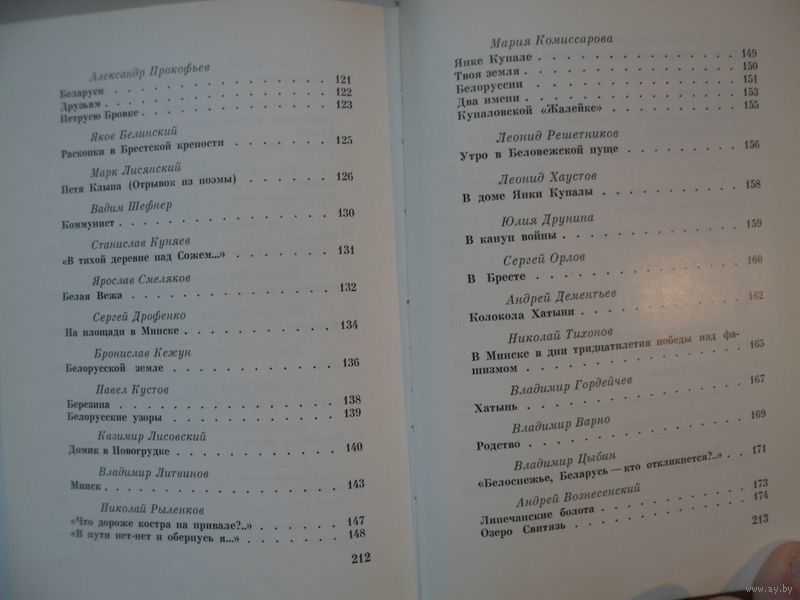 Александр Прокофьев
Беларуси . . . . . . . . . . . . . . . 121
Друзьям . . . . . . . . . . . . . . . 122
Петрусю Бровке . . . . . . . . . . . . 123
Яков Белинский
Раскопки в Брестской крепости . . . . . . 125
Марк Лисянский
Петя Клыпа (Отрывок из поэмы) . . . . . . 126
Вадим Шефнер
Коммунист . . . . . . . . . . . . . . 130
Станислав Куняев
«В тихой деревне над Сожем...» . . . . . . 131
Ярослав Смеляков
Белая Вежа . . . . . . . . . . . . . . 132
Сергей Дрофенко
На площади в Минске . . . . . . . . . . 134
Бронислав Кежун
Белорусской земле . . . . . . . . . . . 136
Павел Кустов
Березина . . . . . . . . . . . . . . . 138
Белорусские узоры . . . . . . . . . . . 139
Казимир Лисовский
Домик в Новогрудке . . . . . . . . . . . 140
Владимир Литвинов
Минск . . . . . . . . . . . . . . . . 143
Николай Рыленков
«Что дороже костра на привале?..» . . . . . 147
«В пути нет-нет и обернусь я...» . . . . . . 148
212
Мария Комиссарова
Янке Купале . . . . . . . . . . . . . . 149
Твоя земля . . . . . . . . . . . . . . 150
Белоруссии . . . . . . . . . . . . . . 151
Два имени . . . . . . . . . . . . . . . 153
Купаловской «Жалейке» . . . . . . . . . 155
Леонид Решетников
Утро в Беловежской пуще . . . . . . . . 156
Леонид Хаустов
В доме Янки Купалы . . . . . . . . . . 158
Юлия Друнина
В канун войны . . . . . . . . . . . . . 159
Сергей Орлов
В Бресте . . . . . . . . . . . . . . . 160
Андрей Дементьев
Колокола Хатыни . . . . . . . . . . . . 162
Николай Тихонов
В Минске в дни тридцатилетия победы над фа-
шизмом . . . . . . . . . . . . . . . 165
Владимир Гордейчев
Хатынь . . . . . . . . . . . . . . . . 167
Владимир Варно
Родство . . . . . . . . . . . . . . . . 169
Владимир Цыбин
«Белоснежье, Беларусь — кто откликнется?..» . . 171
Андрей Вознесенский
Липечанские болота . . . . . . . . . . . 173
Озеро Свитязь . . . . . . . . . . . . . 174
213
www.ay.by